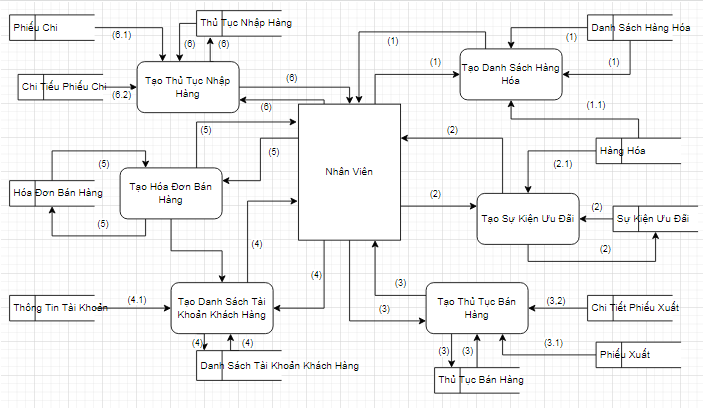 Phiếu Chi
(6.1)
Thủ Tục Nhập Hàng
(6)
(6)
(1)
(1)
Danh Sách Hàng Hóa
(1)
Tạo Danh Sách Hàng
Hóa
(1)
Chi Tiếu Phiếu Chi
(6.2)
Tạo Thủ Tục Nhập
Hàng
(6)
(6)
(1.1)
(5)
(5)
(2)
Hàng Hóa
(2.1)
(5)
Nhân Viên
Hóa Đơn Bán Hàng
Tạo Hóa Đơn Bán
Hàng
(2)
(5)
Tạo Sự Kiện Ưu Đãi
(2)
Sự Kiện Ưu Đãi
(2)
(4)
(4)
(3)
(3)
Thông Tin Tài Khoản
(4.1)
Tạo Danh Sách Tài
Khoản Khách Hàng
Tạo Thủ Tục Bán
Hàng
(3.2)
Chi Tiết Phiếu Xuất
(4)
(4)
Danh Sách Tài Khoản Khách Hàng
(3)
(3)
(3.1)
Phiếu Xuất
Thủ Tục Bán Hàng